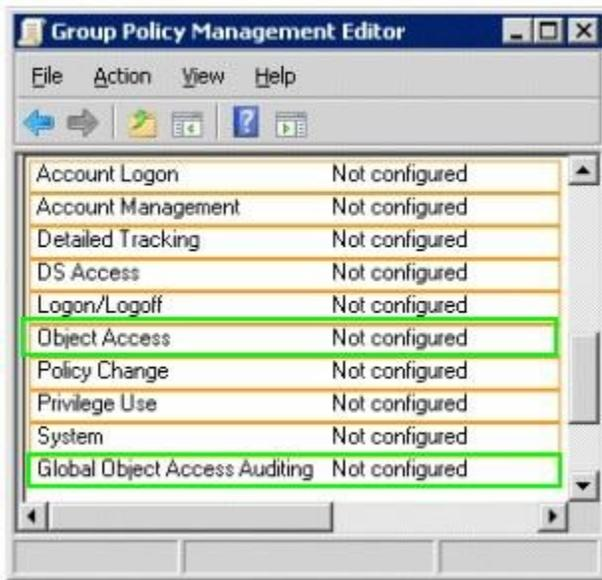 Group Policy Management Editor
File Action View Help
Account Logon Not configured
Account Management Not configured
Detailed Tracking Not configured
DS Access Not configured
Logon/Logoff Not configured
Object Access Not configured
Policy Change Not configured
Privilege Use Not configured
System Not configured
Global Object Access Auditing Not configured